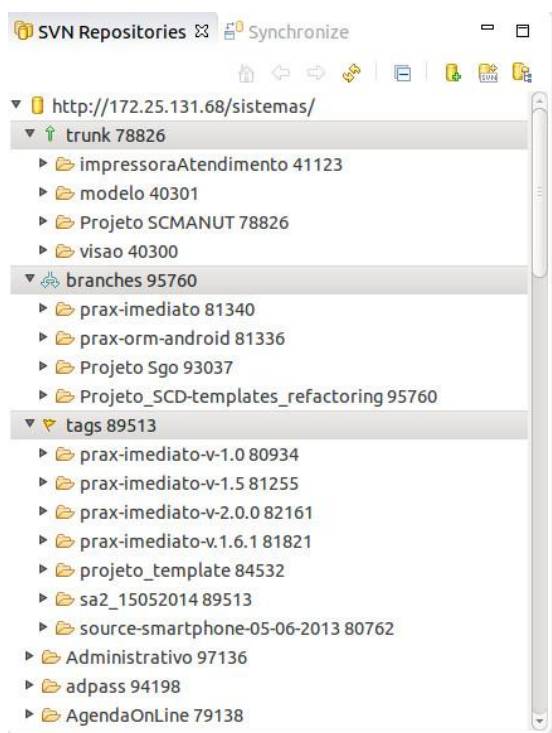 SVN Repositories Synchronize
SVN
http://172.25.131.68/sistemas/
trunk 78826
impressoraAtendimento 41123
modelo 40301
Projeto SCMANUT 78826
visao 40300
branches 95760
prax-imediato 81340
prax-orm-android 81336
Projeto Sgo 93037
Projeto_SCD-templates_refactoring 95760
tags 89513
prax-imediato-v-1.0 80934
prax-imediato-v-1.5 81255
prax-imediato-v-2.0.0 82161
prax-imediato-v.1.6.1 81821
projeto_template 84532
sa2_15052014 89513
source-smartphone-05-06-2013 80762
Administrativo 97136
adpass 94198
AgendaOnLine 79138